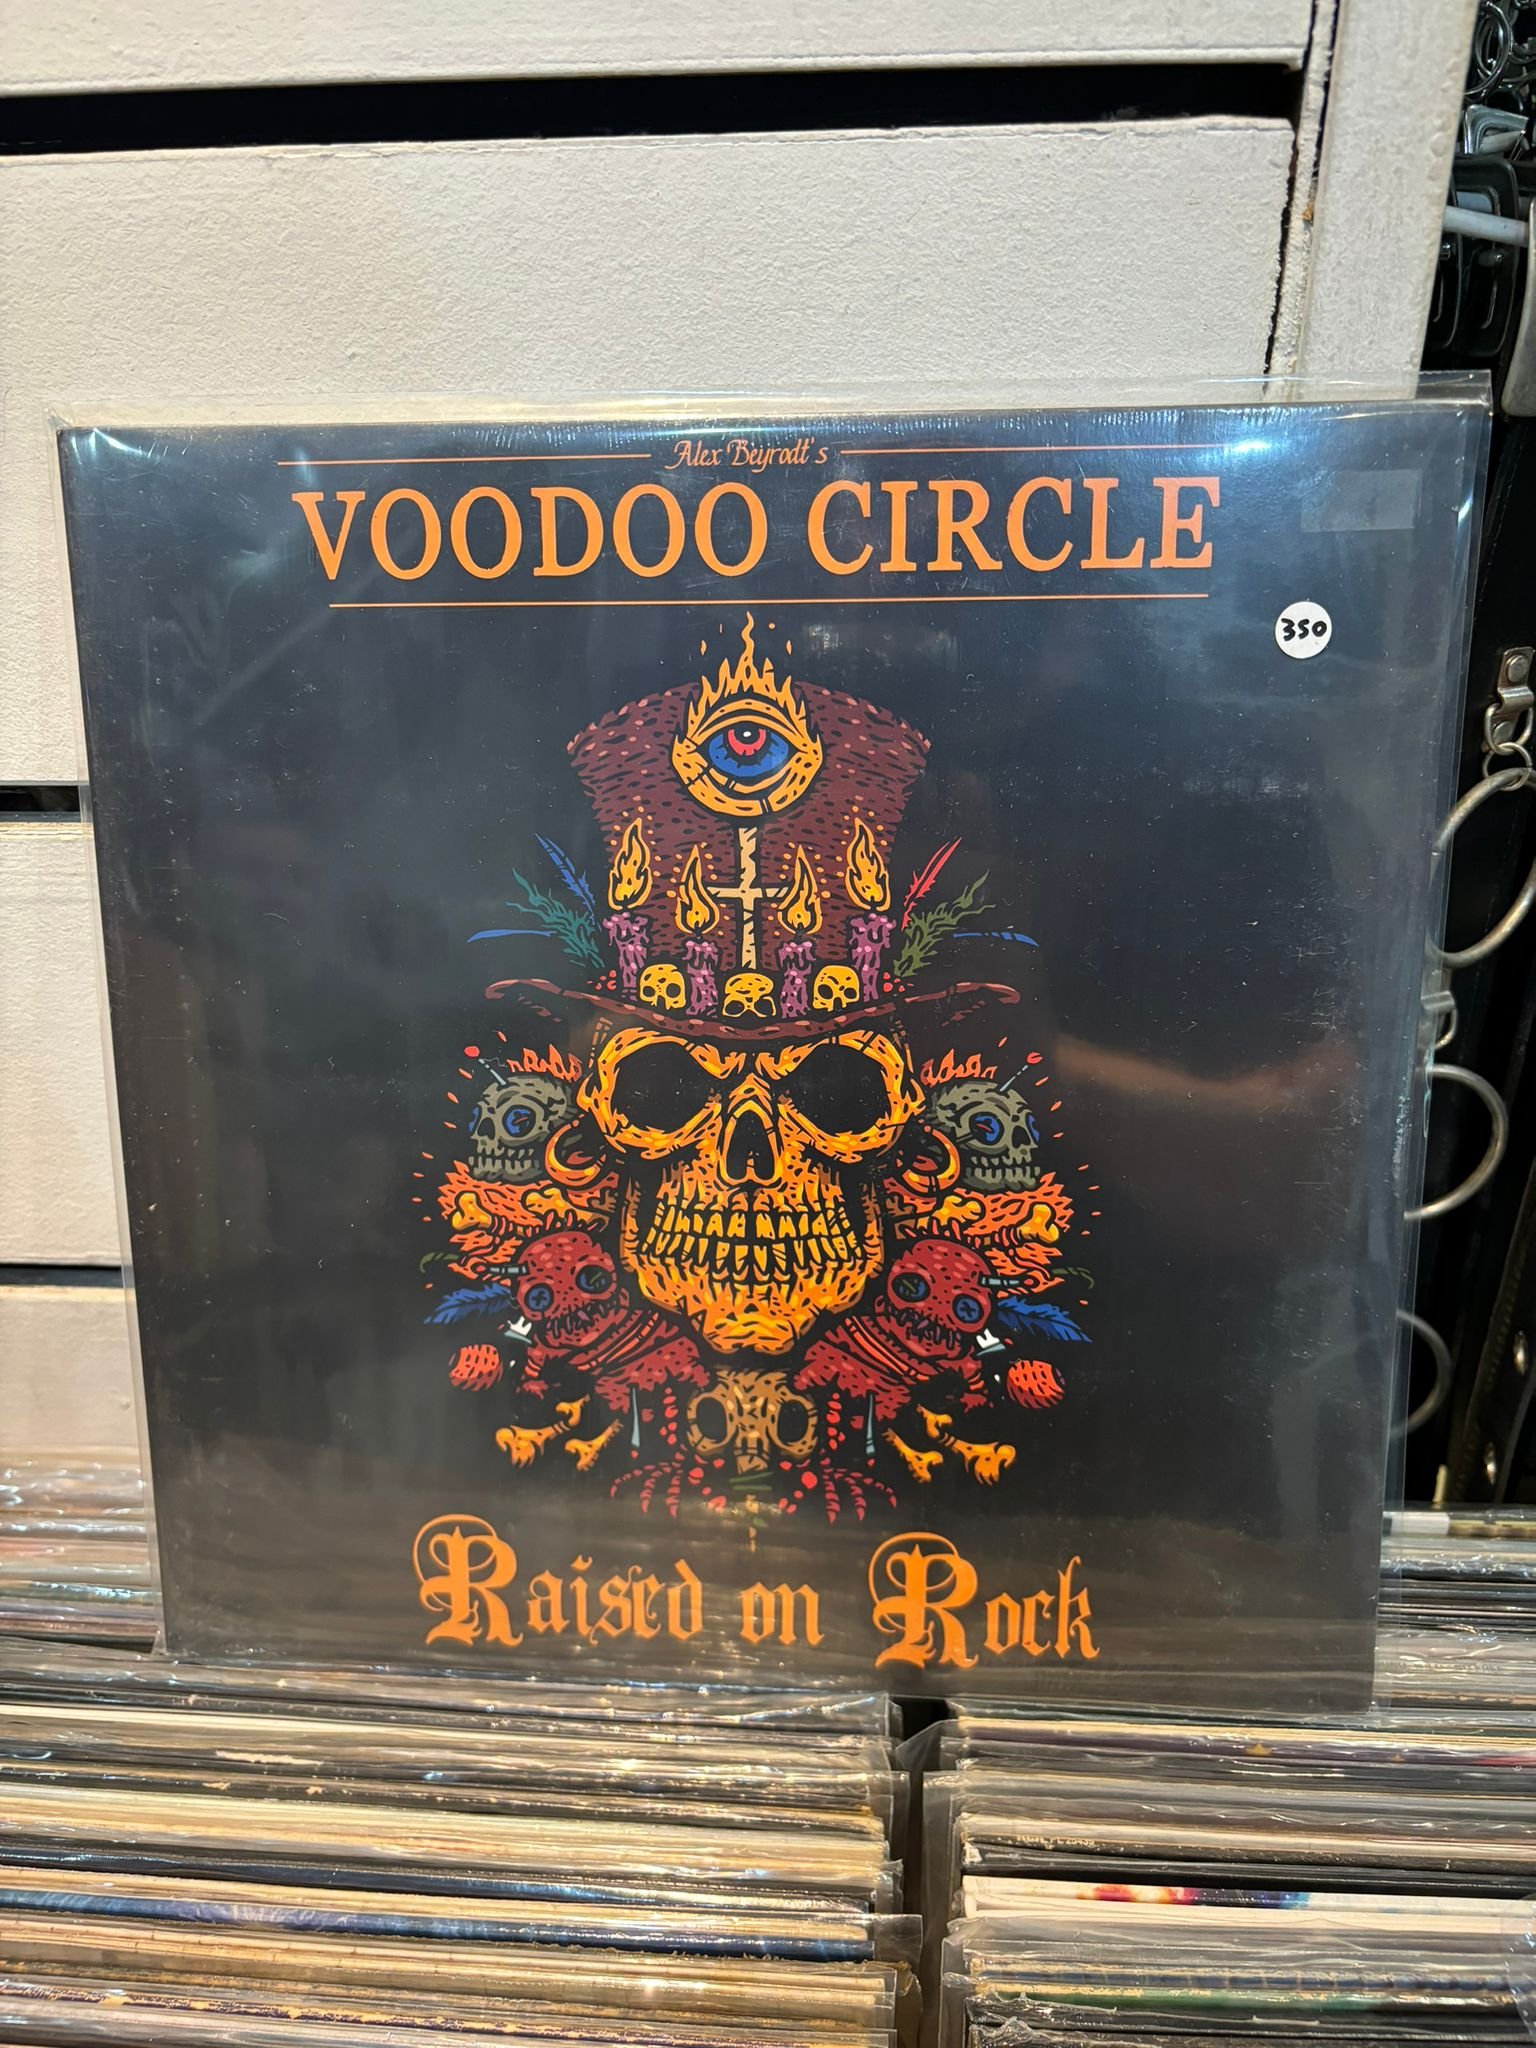 Alex Beyrodt's
VOODOO CIRCLE
350
Raised on Rock